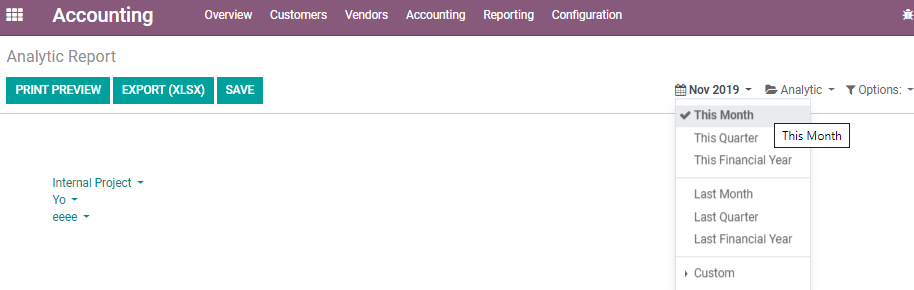 Accounting Overview Customers Vendors Accounting Reporting Configuration
Analytic Report
PRINT PREVIEW EXPORT (XLSX) SAVE Nov 2019 Analytic Options:
This Month
This Month
This Quarter
This Financial Year
Last Month
Last Quarter
Last Financial Year
Custom
Internal Project
Yo
eeee